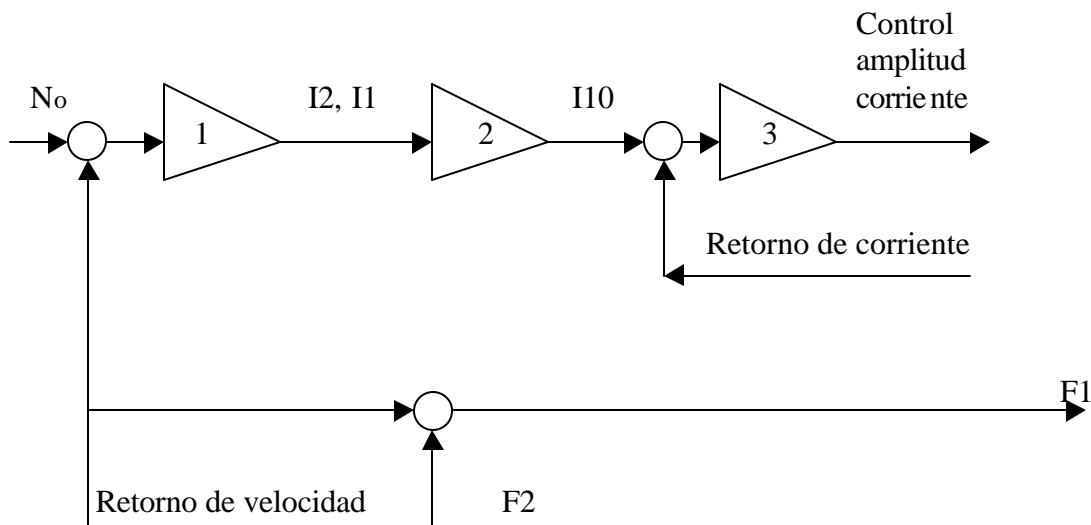 Control
amplitud
corriente
No
I2, I1
I10
1
2
3
Retorno de corriente
F1
Retorno de velocidad
F2